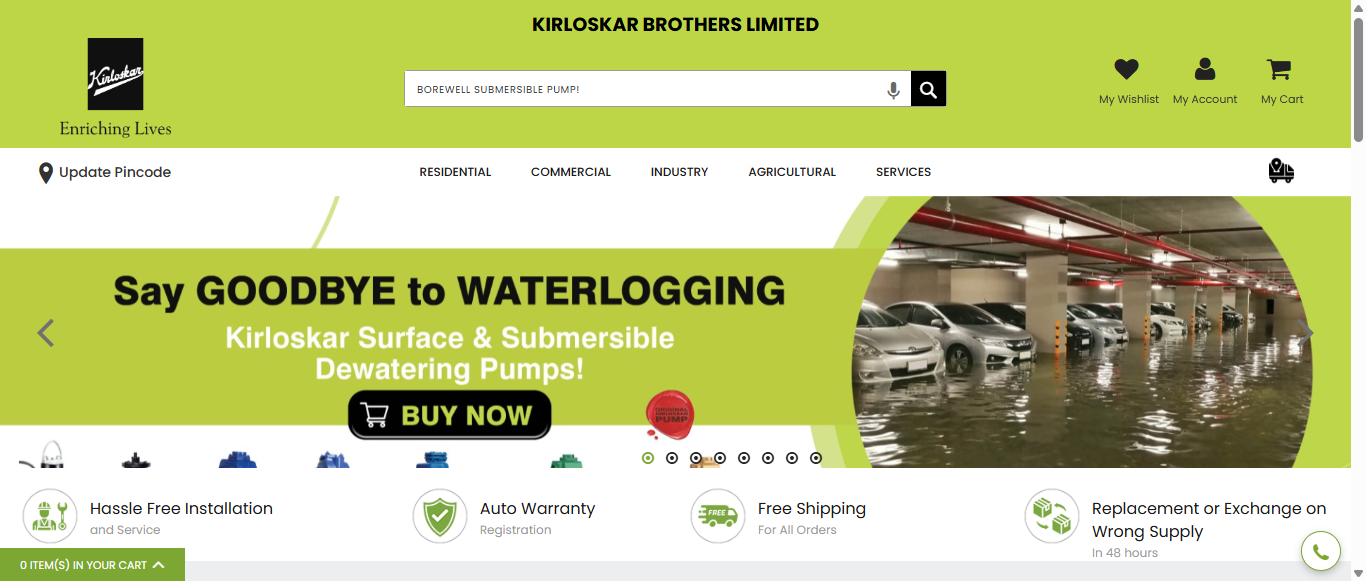 KIRLOSKAR BROTHERS LIMITED
Kirloskar
Enriching Lives
BOREWELL SUBMERSIBLE PUMP!
My Wishlist
My Account
My Cart
Update Pincode
RESIDENTIAL
COMMERCIAL
INDUSTRY
AGRICULTURAL
SERVICES
Say GOODBYE to WATERLOGGING
Kirloskar Surface & Submersible
Dewatering Pumps!
BUY NOW
ORIGINAL
KIRLOSKAR
PUMP
Hassle Free Installation
and Service
Auto Warranty
Registration
FREE
Free Shipping
For All Orders
Replacement or Exchange on
Wrong Supply
In 48 hours
0 ITEM(S) IN YOUR CART